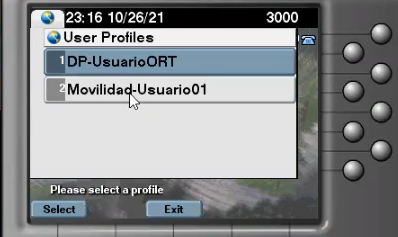 23:16 10/26/21 3000
User Profiles
1 DP-UsuarioORT
2 Movilidad-Usuario01
Please select a profile
Select Exit